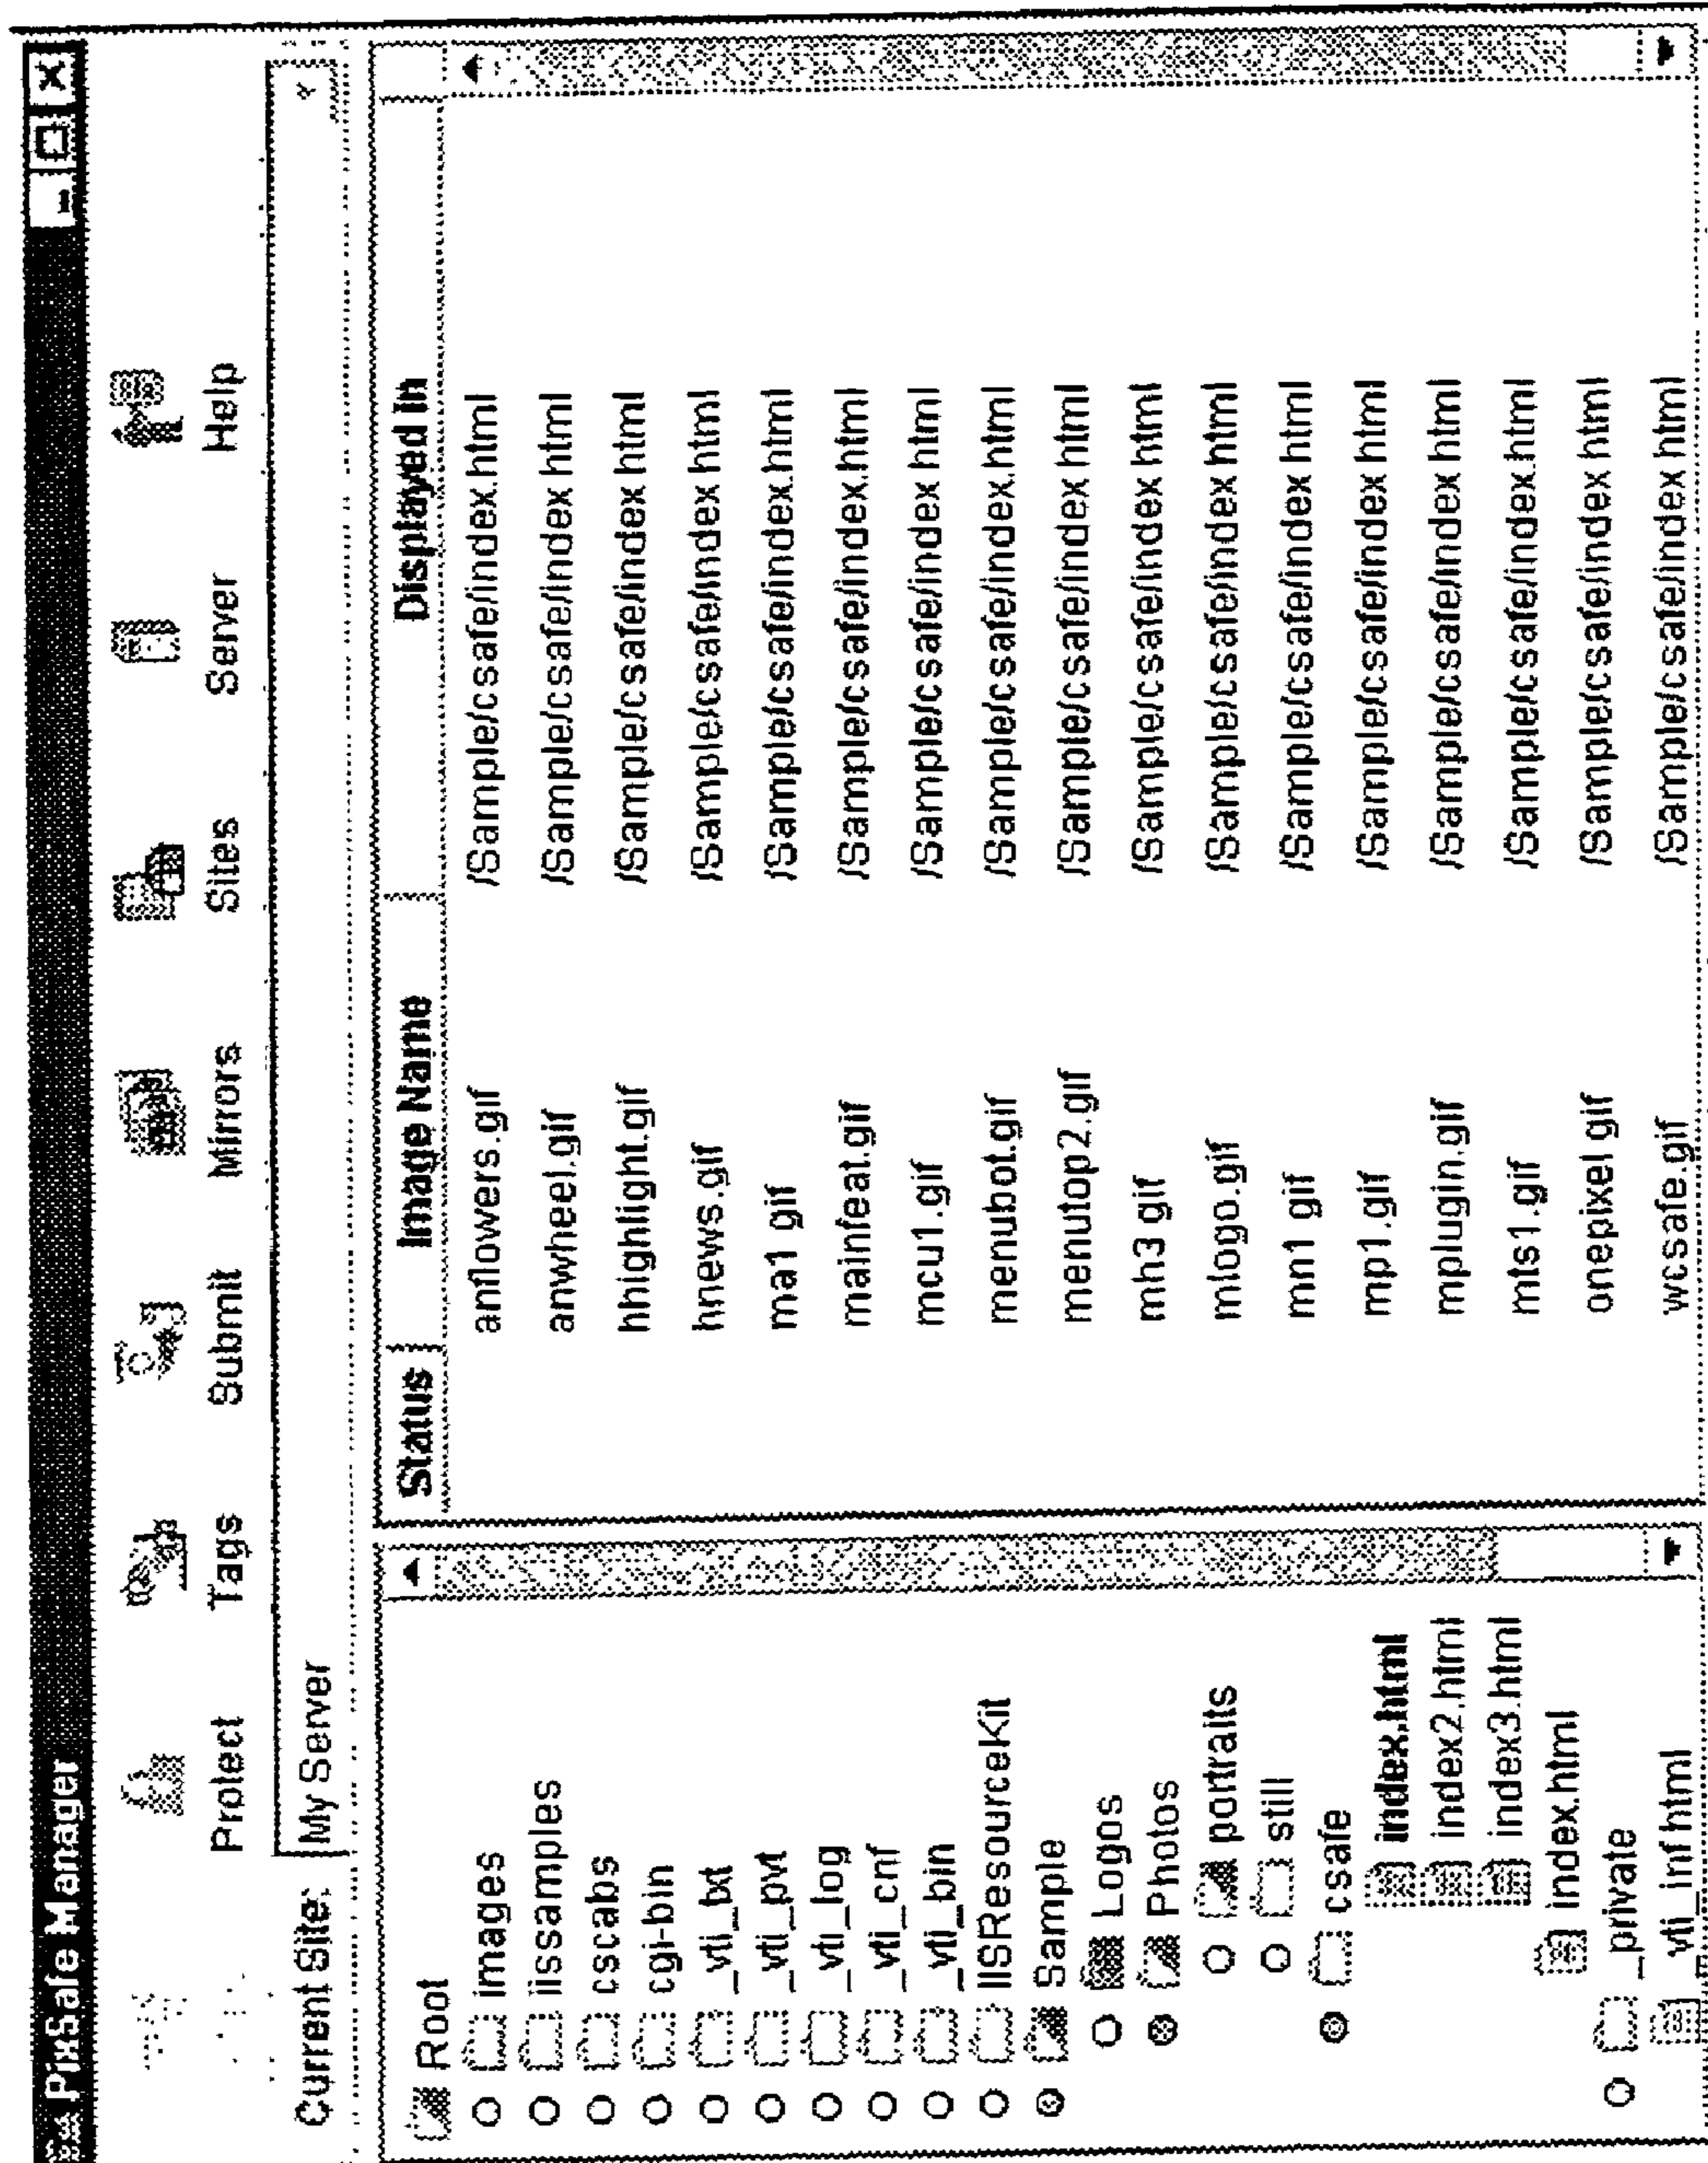 PixSafe Manager
Protect Tags Submit Mirrors Sites Server Help
Current Site: My Server
Root
images
iissamples
cscabs
cgi-bin
_vti_txt
_vti_pvt
_vti_log
_vti_cnf
_vti_bin
IISResourceKit
Sample
Logos
Photos
portraits
still
csafe
index.html
index2.html
index3.html
index.html
_private
_vti_inf html
Status Image Name Displayed In
anflowers.gif /Sample/csafe/index.html
anwheel.gif /Sample/csafe/index html
hhighlight.gif /Sample/csafe/index html
hnews.gif /Sample/csafe/index html
ma1 gif /Sample/csafe/index.html
mainfeat.gif /Sample/csafe/index.html
mcu1.gif /Sample/csafe/index html
menubot.gif /Sample/csafe/index.html
menutop2.gif /Sample/csafe/index html
mh3 gif /Sample/csafe/index html
mlogo.gif /Sample/csafe/index html
mn1 gif /Sample/csafe/index html
mp1.gif /Sample/csafe/index html
mplugin.gif /Sample/csafe/index html
mts1.gif /Sample/csafe/index.html
onepixel gif /Sample/csafe/index html
wcsafe.gif /Sample/csafe/index html